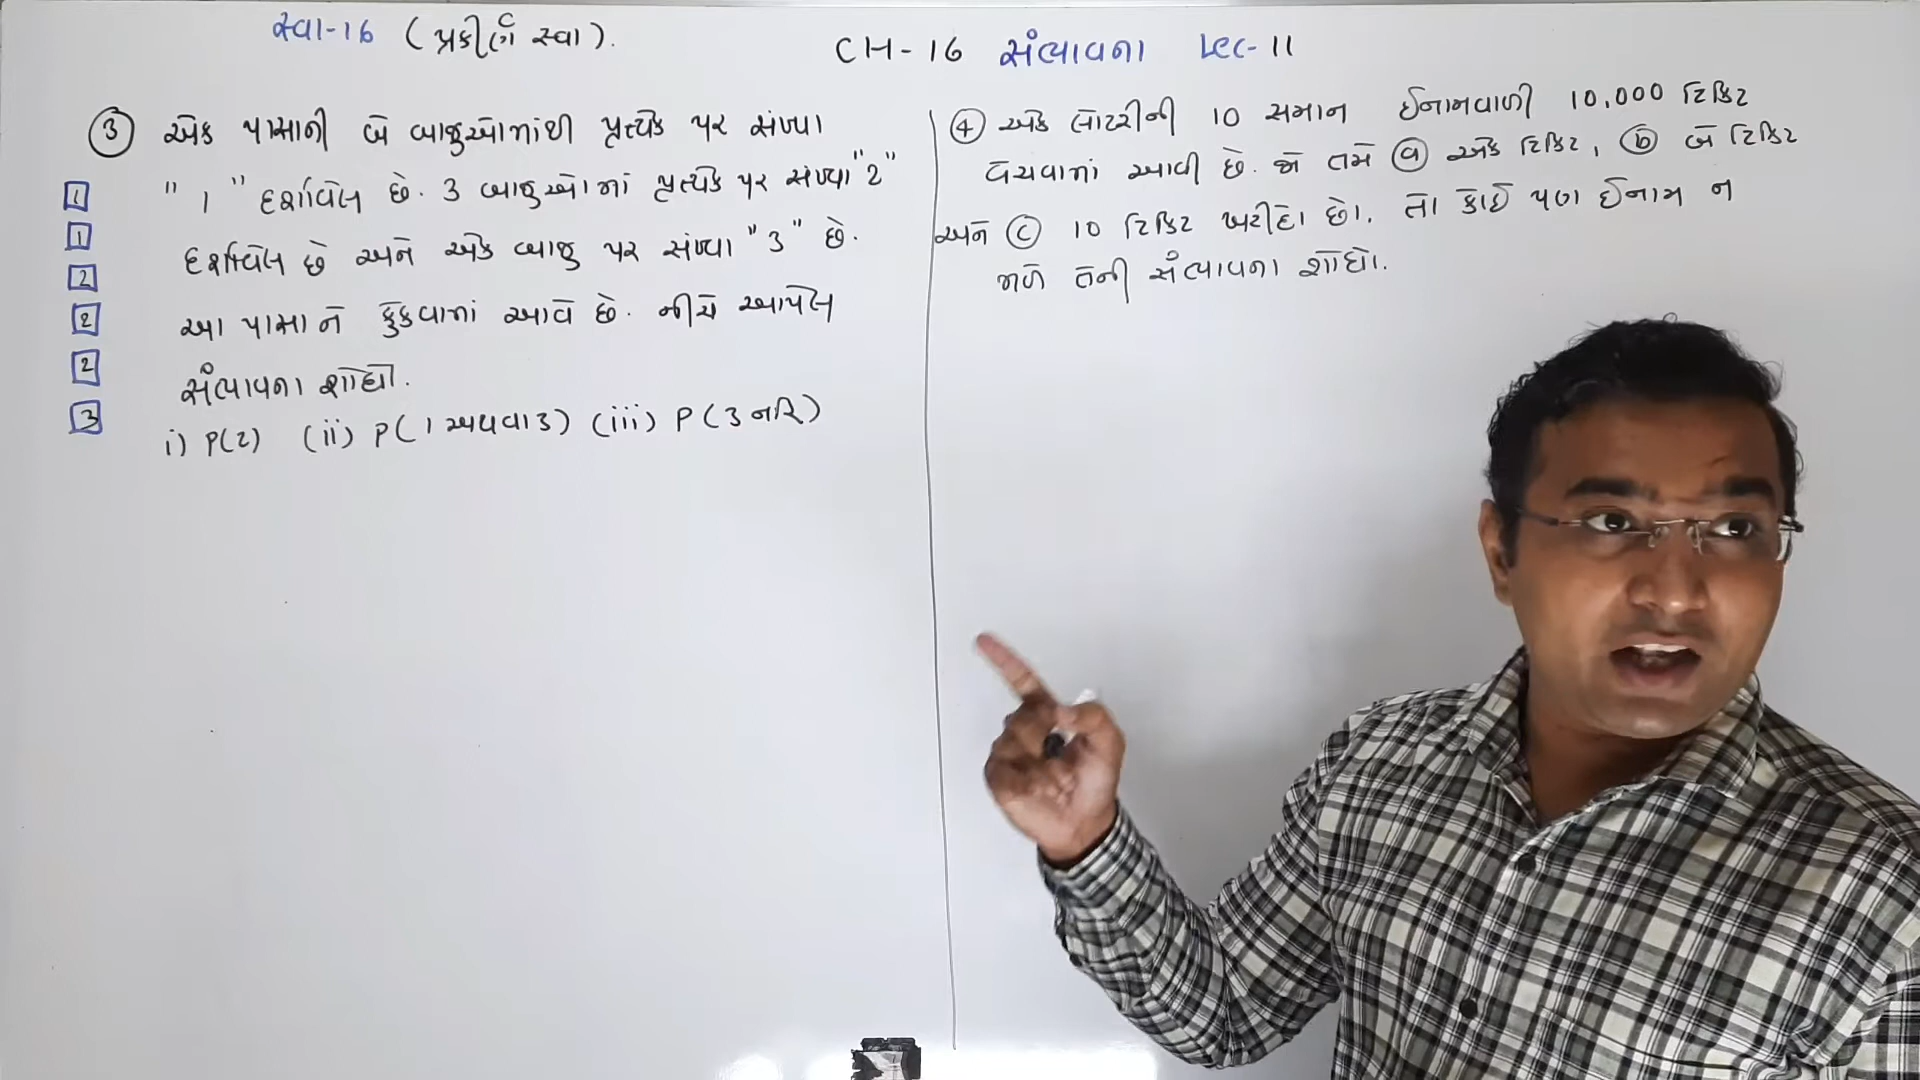 સ્વા-16 (પ્રકીર્ણ સ્વા).
CH-16 સંભાવના Lec-11
③ એક પાસાની બે બાજુઓમાંથી પ્રત્યેક પર સંખ્યા
"1" દર્શાવેલ છે. 3 બાજુઓમાં પ્રત્યેક પર સંખ્યા "2"
દર્શાવેલ છે અને એક બાજુ પર સંખ્યા "3" છે.
આ પાસાને ફેંકવામાં આવે છે. નીચે આપેલ
સંભાવના શોધો.
i) P(2) (ii) P(1 અથવા 3) (iii) P(3 નહિ)
1
1
2
2
2
3
④ એક લોટરીની 10 સમાન ઈનામવાળી 10,000 ટિકિટ
વેચવામાં આવી છે. જો તમે ⓐ એક ટિકિટ, ⓑ બે ટિકિટ
અને ⓒ 10 ટિકિટ ખરીદો છો. તો કોઈ પણ ઈનામ ન
મળે તેની સંભાવના શોધો.